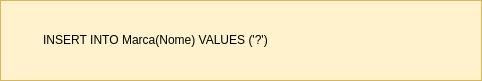 INSERT INTO Marca(Nome) VALUES ('?')